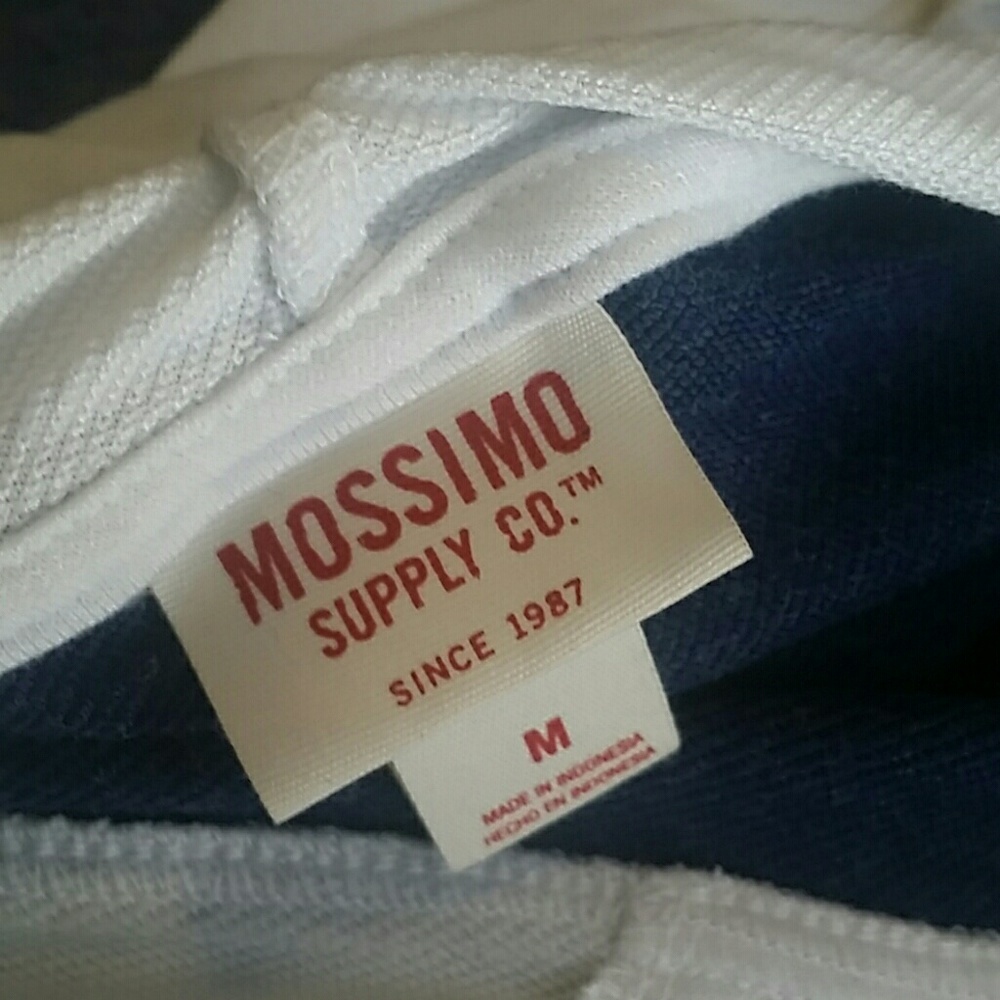 MOSSIMO
SUPPLY CO.™
SINCE 1987
M
MADE IN INDONESIA
HECHO EN INDONESIA